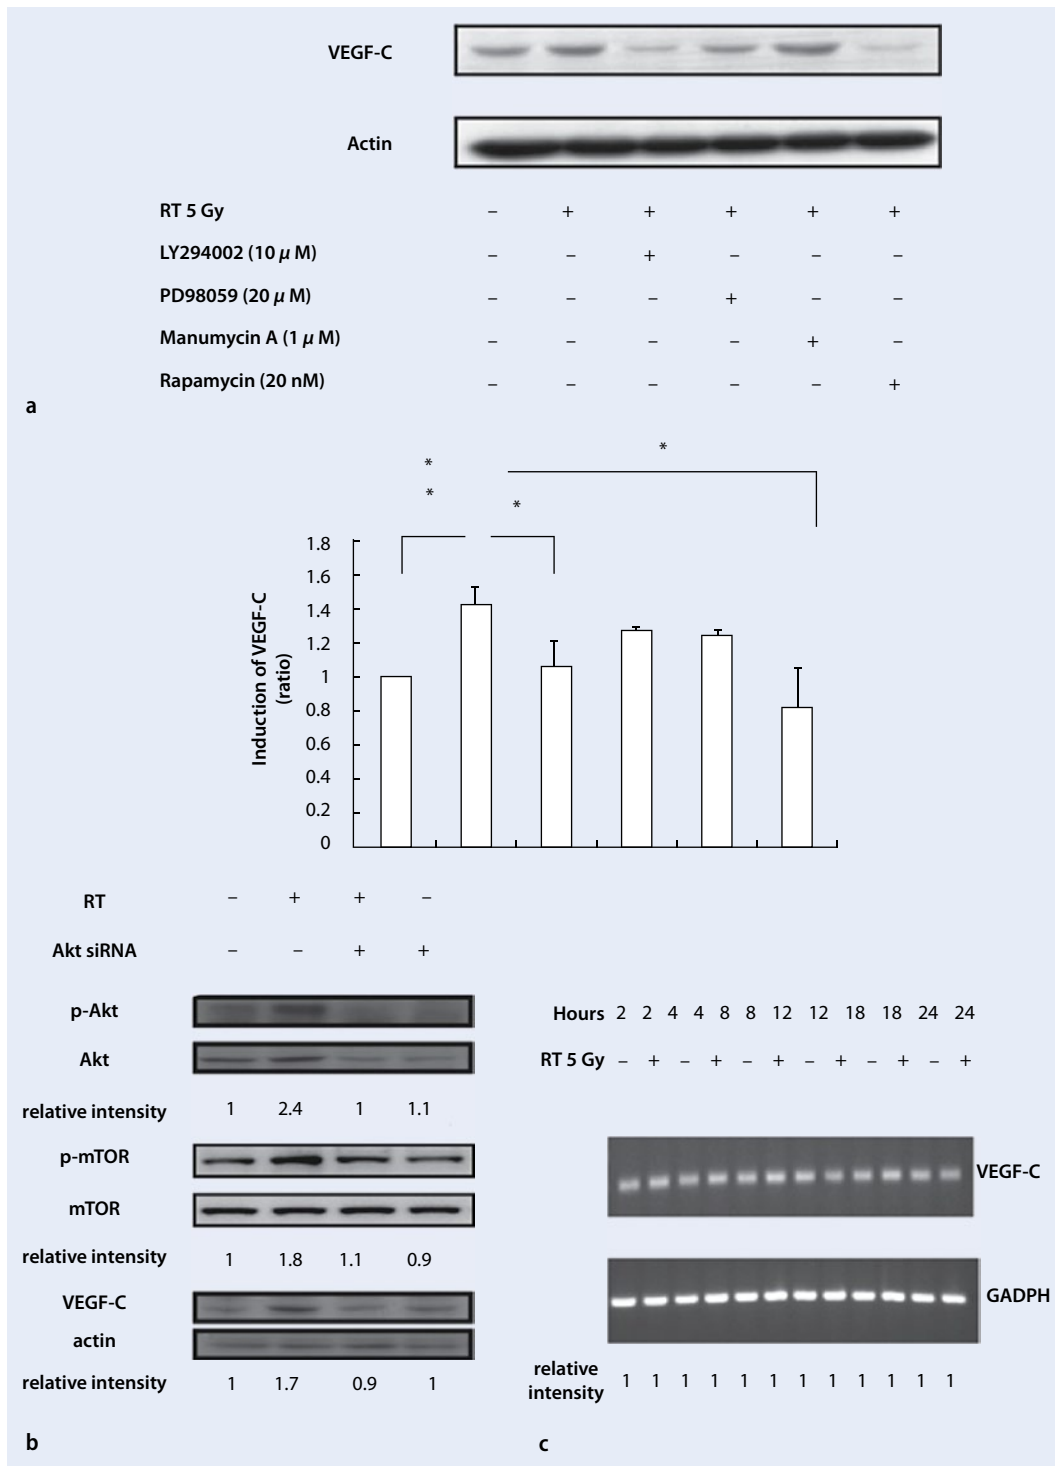 VEGF-C
Actin
RT 5 Gy – + + + + +
LY294002 (10 µ M) – – + – – –
PD98059 (20 µ M) – – – + – –
Manumycin A (1 µ M) – – – – + –
Rapamycin (20 nM) – – – – – +
a
*
*
*
*
Induction of VEGF-C
(ratio)
1.8
1.6
1.4
1.2
1
0.8
0.6
0.4
0.2
0
RT – + + –
Akt siRNA – – + +
p-Akt
Akt
relative intensity 1 2.4 1 1.1
p-mTOR
mTOR
relative intensity 1 1.8 1.1 0.9
VEGF-C
actin
relative intensity 1 1.7 0.9 1
b
Hours 2 2 4 4 8 8 12 12 18 18 24 24
RT 5 Gy – + – + – + – + – + – +
VEGF-C
GADPH
relative
intensity 1 1 1 1 1 1 1 1 1 1 1 1
c